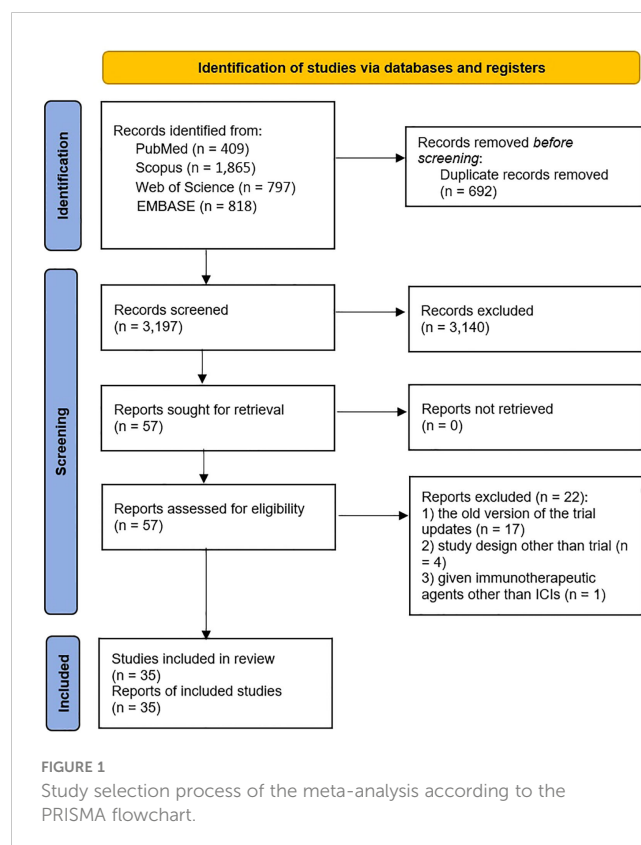 Identification of studies via databases and registers
Identification
Records identified from:
PubMed (n = 409)
Scopus (n = 1,865)
Web of Science (n = 797)
EMBASE (n = 818)
Records removed before
screening:
Duplicate records removed
(n = 692)
Screening
Records screened
(n = 3,197)
Records excluded
(n = 3,140)
Reports sought for retrieval
(n = 57)
Reports not retrieved
(n = 0)
Reports assessed for eligibility
(n = 57)
Reports excluded (n = 22):
1) the old version of the trial
updates (n = 17)
2) study design other than trial (n
= 4)
3) given immunotherapeutic
agents other than ICIs (n = 1)
Included
Studies included in review
(n = 35)
Reports of included studies
(n = 35)
FIGURE 1
Study selection process of the meta-analysis according to the
PRISMA flowchart.